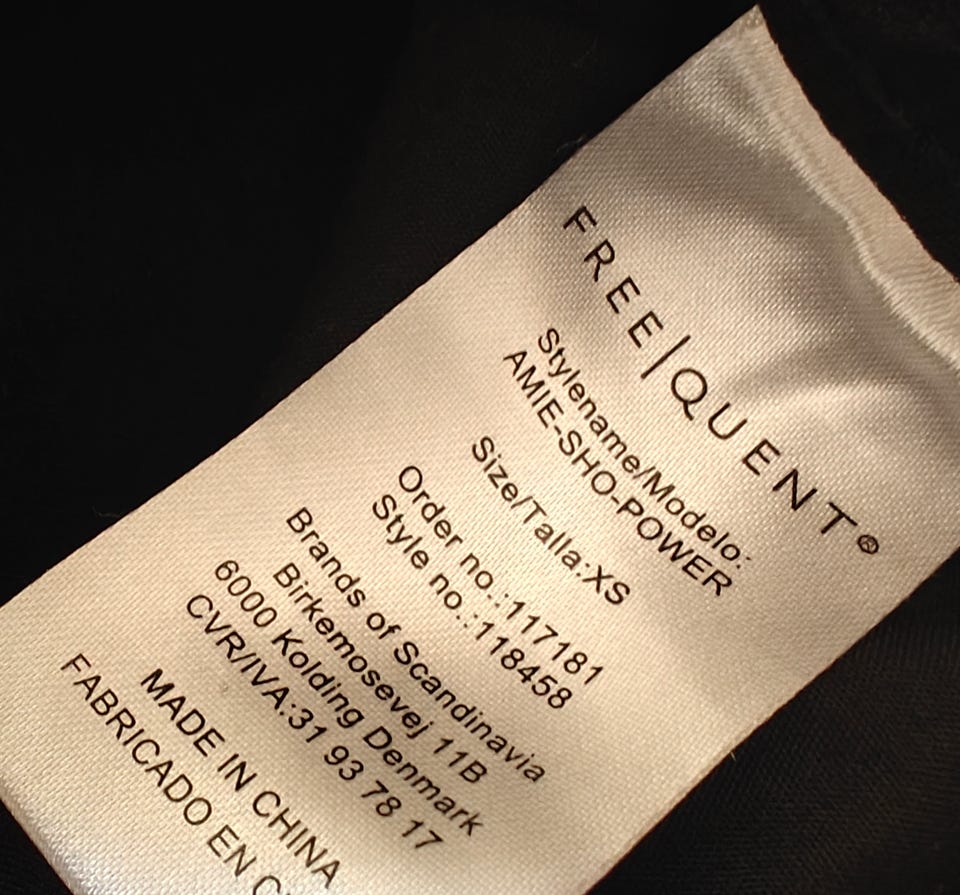 FREE|QUENT®
Stylename/Modelo:
AMIE-SHO-POWER
Size/Talla:XS
Order no.:117181
Style no.:118458
Brands of Scandinavia
Birkemosevej 11B
6000 Kolding Denmark
CVR/IVA:31 93 78 17
MADE IN CHINA
FABRICADO EN